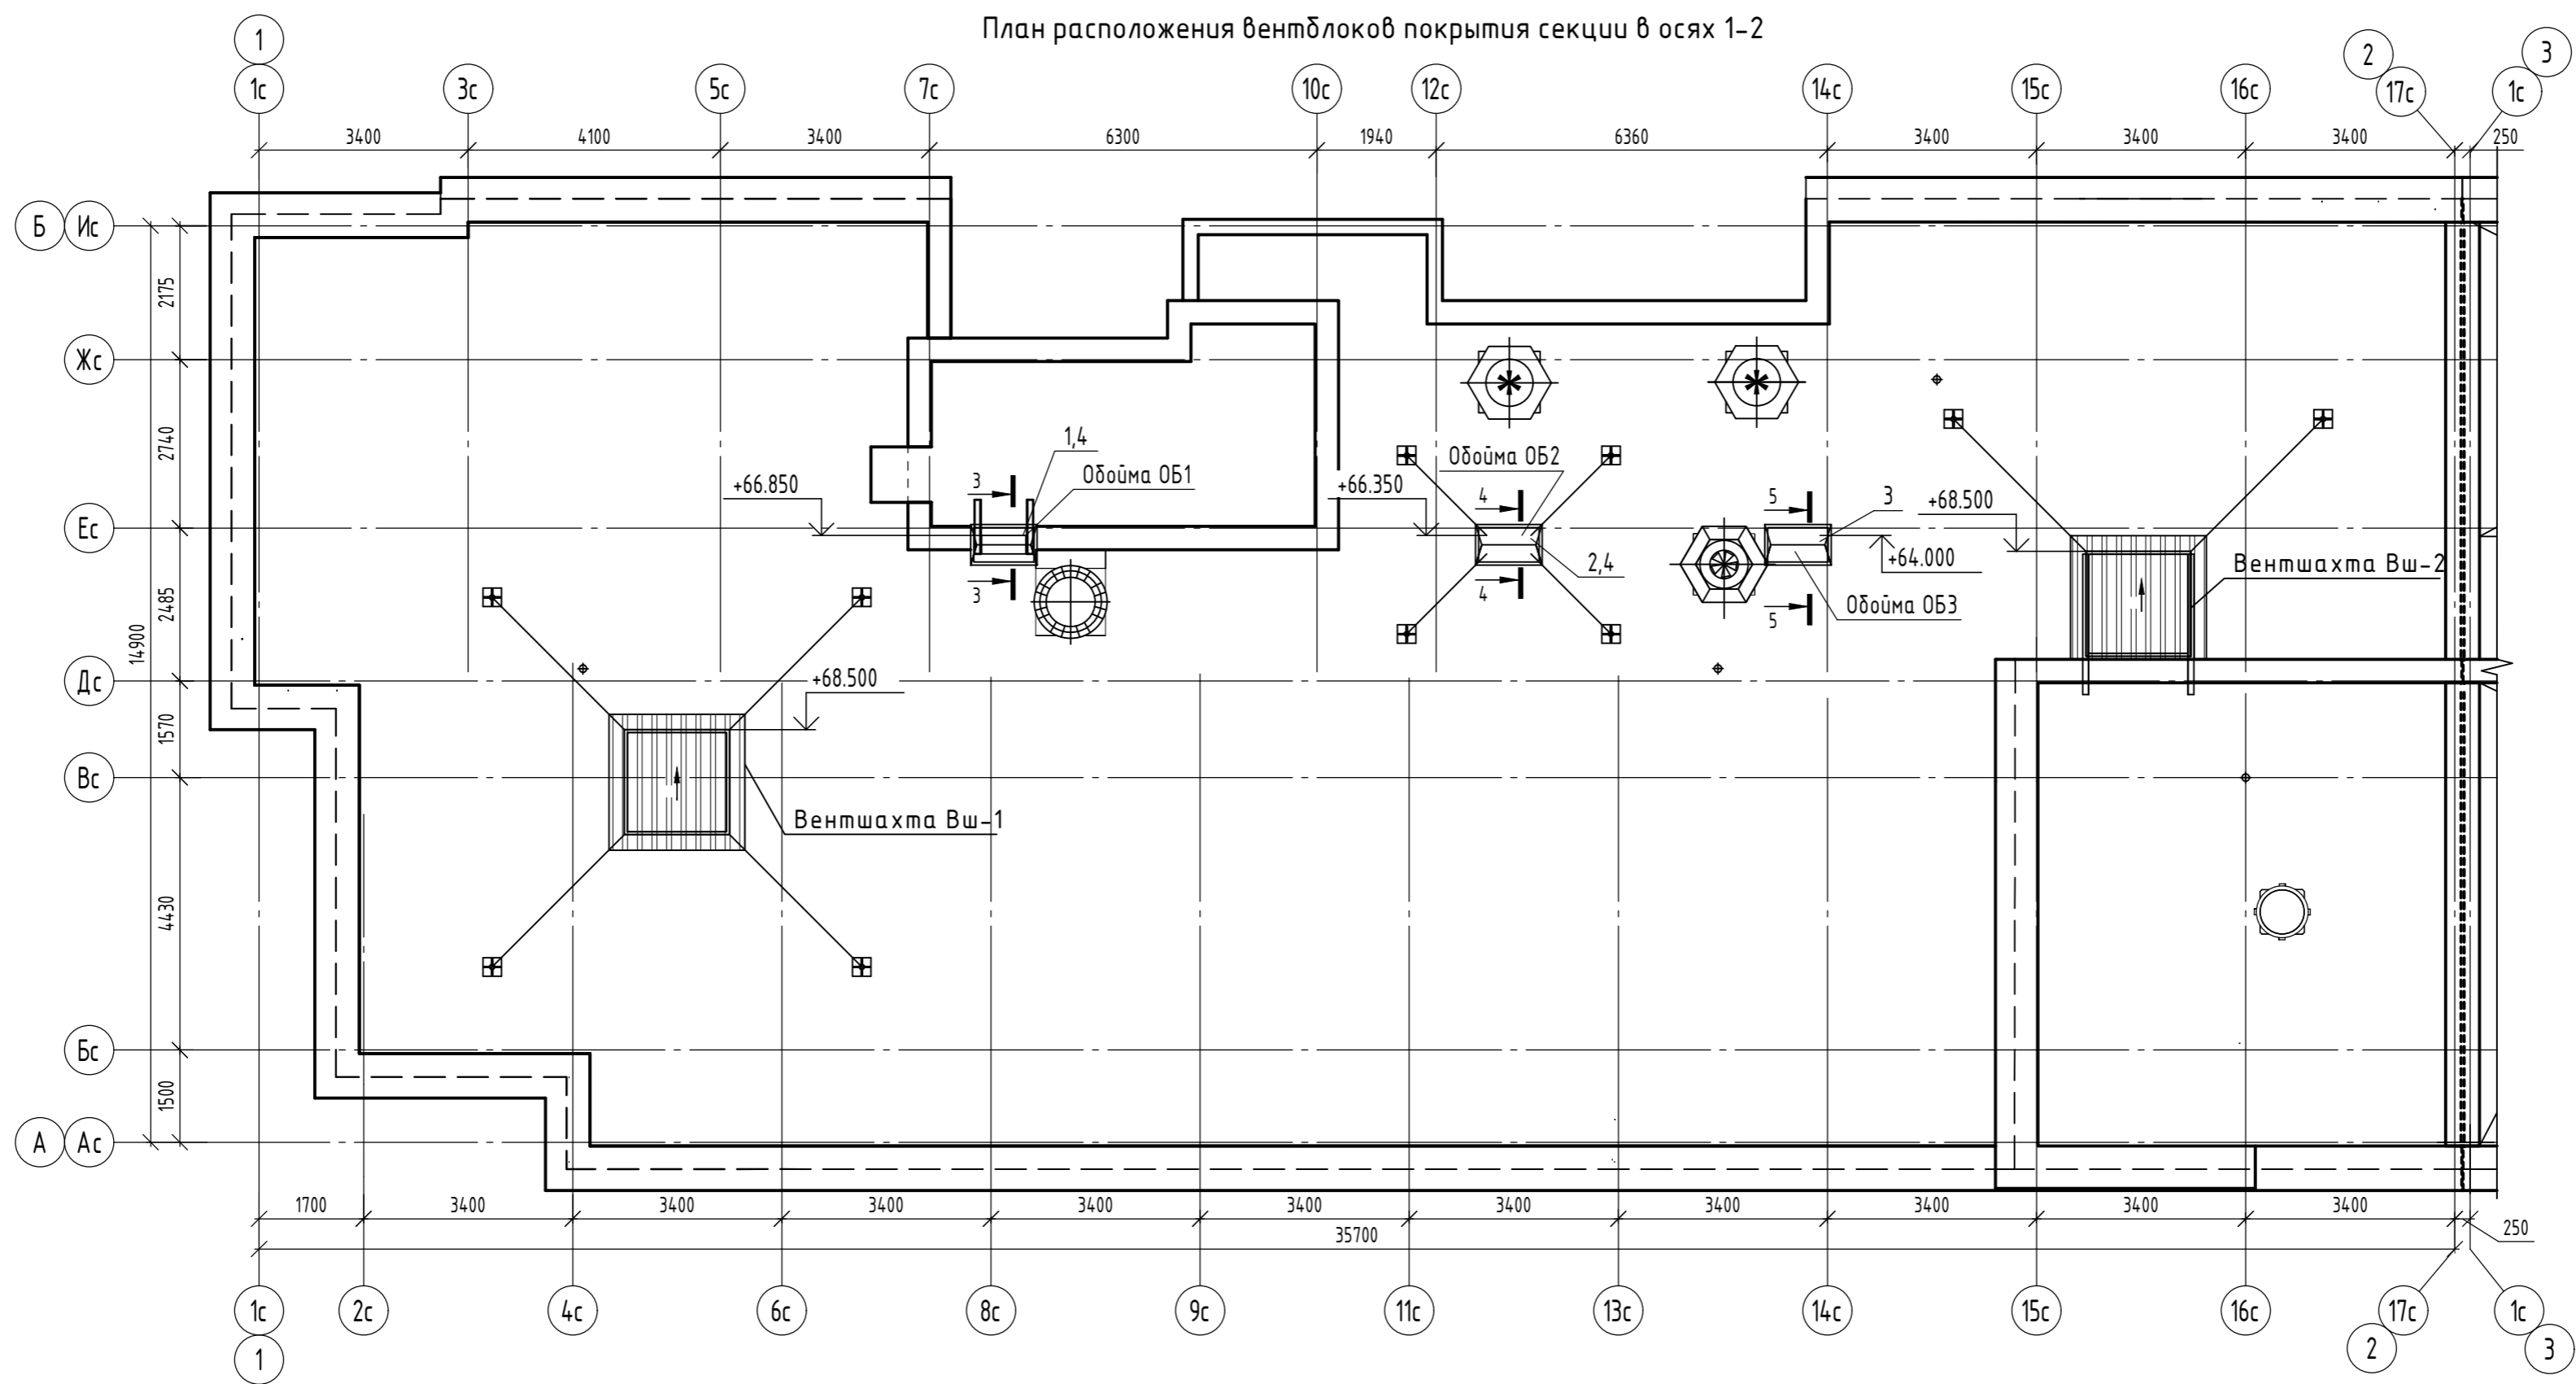 План расположения вентблоков покрытия секции в осях 1-2
1
2
3
1с
3с
5с
7с
10с
12с
14с
15с
16с
17с
1с
3400
4100
3400
6300
1940
6360
3400
3400
3400
250
Б
Ис
Жс
Ес
Дс
Вс
Бс
А
Ас
2175
2740
2485
1570
4430
1500
14900
1,4
Обойма ОБ1
+66.850
3
3
+66.350
Обойма ОБ2
4
4
2,4
5
5
3
+68.500
+64.000
Обойма ОБ3
Вентшахта Вш-2
+68.500
Вентшахта Вш-1
1700
3400
3400
3400
3400
3400
3400
3400
3400
3400
3400
35700
250
1с
2с
4с
6с
8с
9с
11с
13с
14с
15с
16с
17с
1с
1
2
3